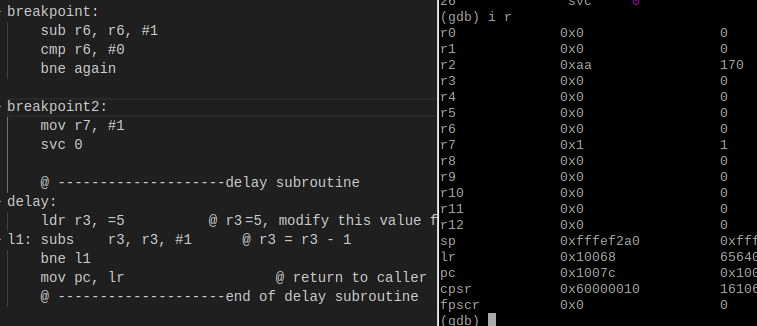 breakpoint:
sub r6, r6, #1
cmp r6, #0
bne again
breakpoint2:
mov r7, #1
svc 0
@ --------------------delay subroutine
delay:
ldr r3, =5 @ r3=5, modify this value f
l1: subs r3, r3, #1 @ r3 = r3 - 1
bne l1
mov pc, lr @ return to caller
@ --------------------end of delay subroutine
26 svc 0
(gdb) i r
r0 0x0 0
r1 0x0 0
r2 0xaa 170
r3 0x0 0
r4 0x0 0
r5 0x0 0
r6 0x0 0
r7 0x1 1
r8 0x0 0
r9 0x0 0
r10 0x0 0
r11 0x0 0
r12 0x0 0
sp 0xfffef2a0 0xfff
lr 0x10068 65640
pc 0x1007c 0x100
cpsr 0x60000010 16106
fpscr 0x0 0
(gdb)